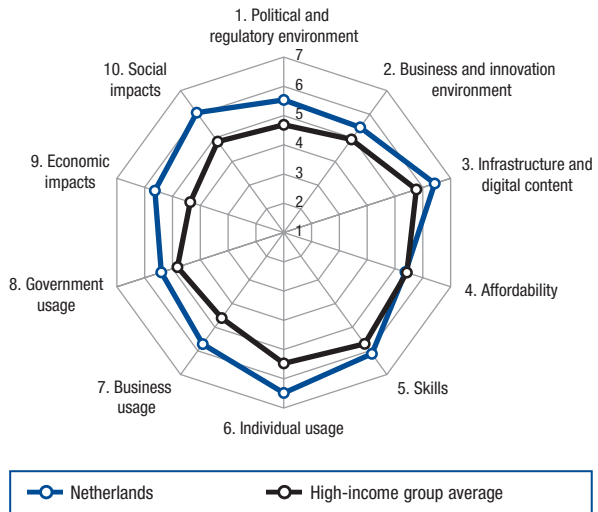 1. Political and
regulatory environment
2. Business and innovation
environment
3. Infrastructure and
digital content
4. Affordability
5. Skills
6. Individual usage
7. Business
usage
8. Government
usage
9. Economic
impacts
10. Social
impacts
7
6
5
4
3
2
1
Netherlands
High-income group average